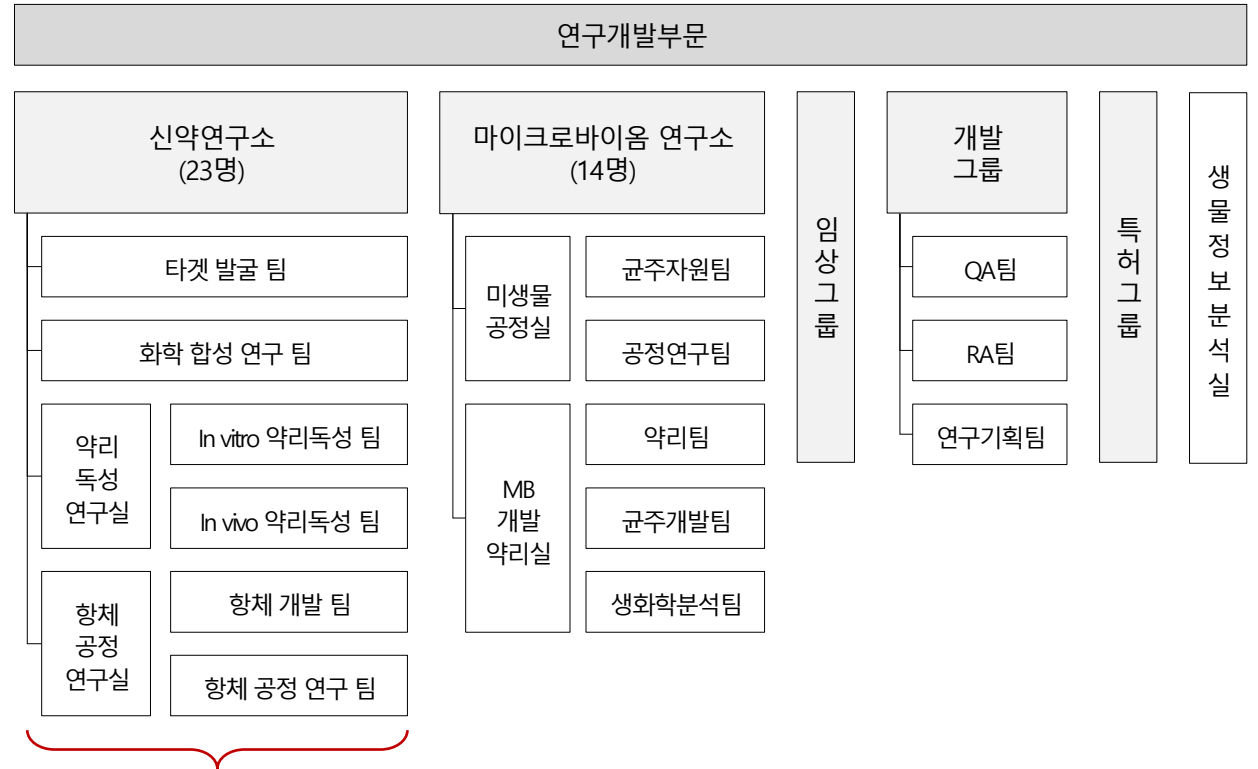 연구개발부문
신약연구소
(23명)
타겟 발굴 팀
화학 합성 연구 팀
약리
독성
연구실
In vitro 약리독성 팀
In vivo 약리독성 팀
항체
공정
연구실
항체 개발 팀
항체 공정 연구 팀
마이크로바이옴 연구소
(14명)
미생물
공정실
균주자원팀
공정연구팀
MB
개발
약리실
약리팀
균주개발팀
생화학분석팀
임상그룹
개발
그룹
QA팀
RA팀
연구기획팀
특허그룹
생물정보분석실